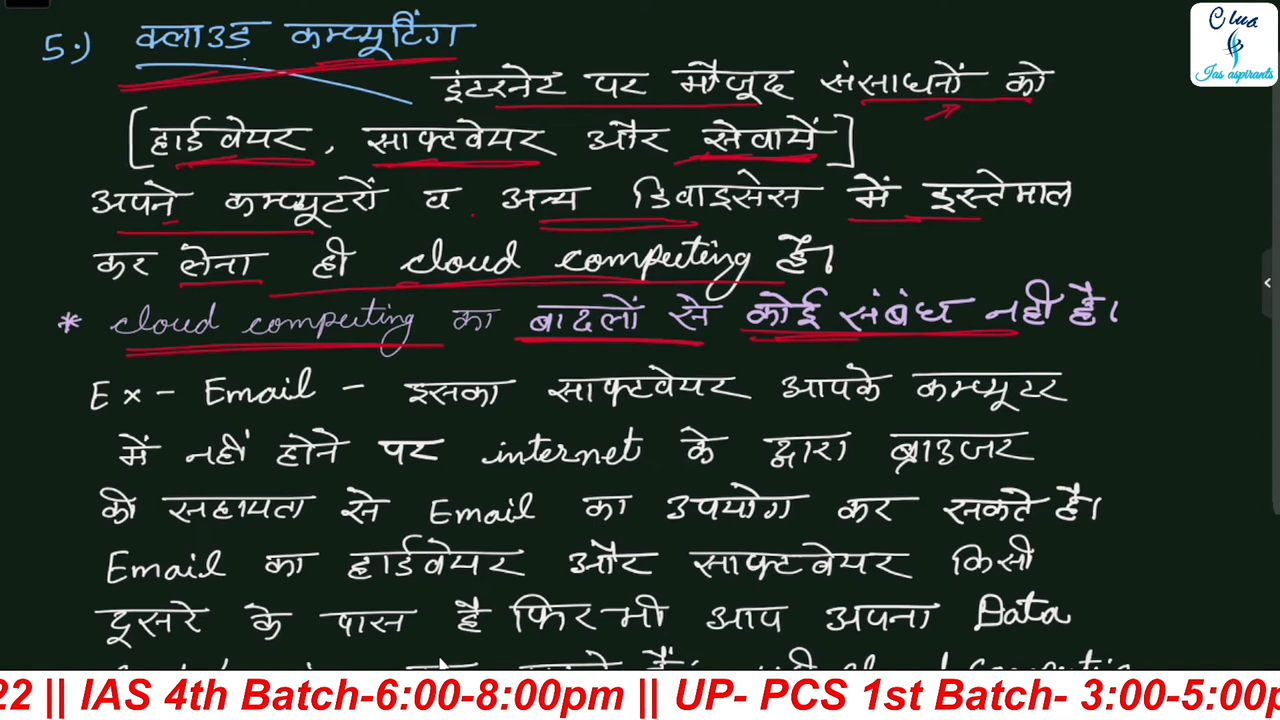 5.) क्लाउड कम्प्यूटिंग
Clua
Ias aspirants
इंटरनेट पर मौजूद संसाधनों को
[हार्डवेयर, साफ्टवेयर और सेवायें]
अपने कम्प्यूटरों व अन्य डिवाइसेस में इस्तेमाल
कर लेना ही cloud computing है।
* cloud computing का बादलों से कोई संबंध नहीं है।
Ex - Email - इसका साफ्टवेयर आपके कम्प्यूटर
में नहीं होने पर internet के द्वारा ब्राउजर
की सहायता से Email का उपयोग कर सकते है।
Email का हार्डवेयर और साफ्टवेयर किसी
दूसरे के पास है फिर भी आप अपना Data
22 || IAS 4th Batch-6:00-8:00pm || UP- PCS 1st Batch- 3:00-5:00p